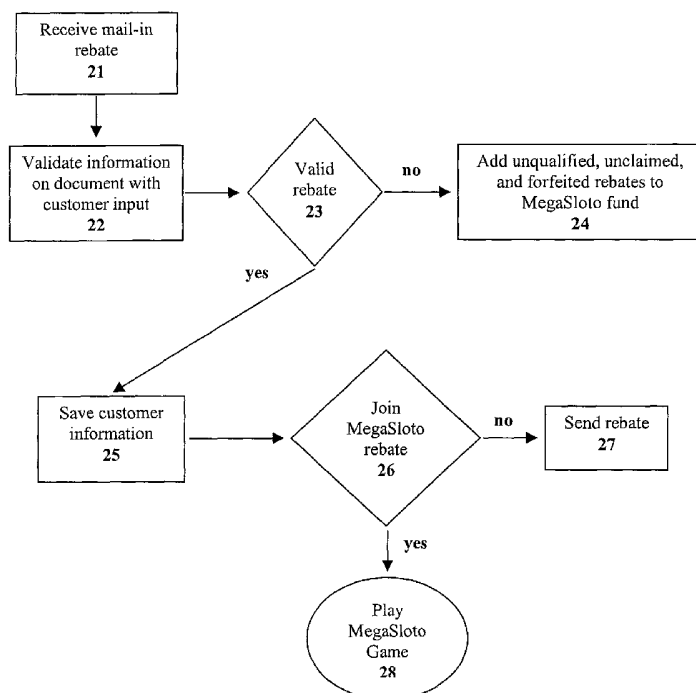 Receive mail-in
rebate
21
Validate information
on document with
customer input
22
Valid
rebate
23
no
Add unqualified, unclaimed,
and forfeited rebates to
MegaSloto fund
24
yes
Save customer
information
25
Join
MegaSloto
rebate
26
no
Send rebate
27
yes
Play
MegaSloto
Game
28